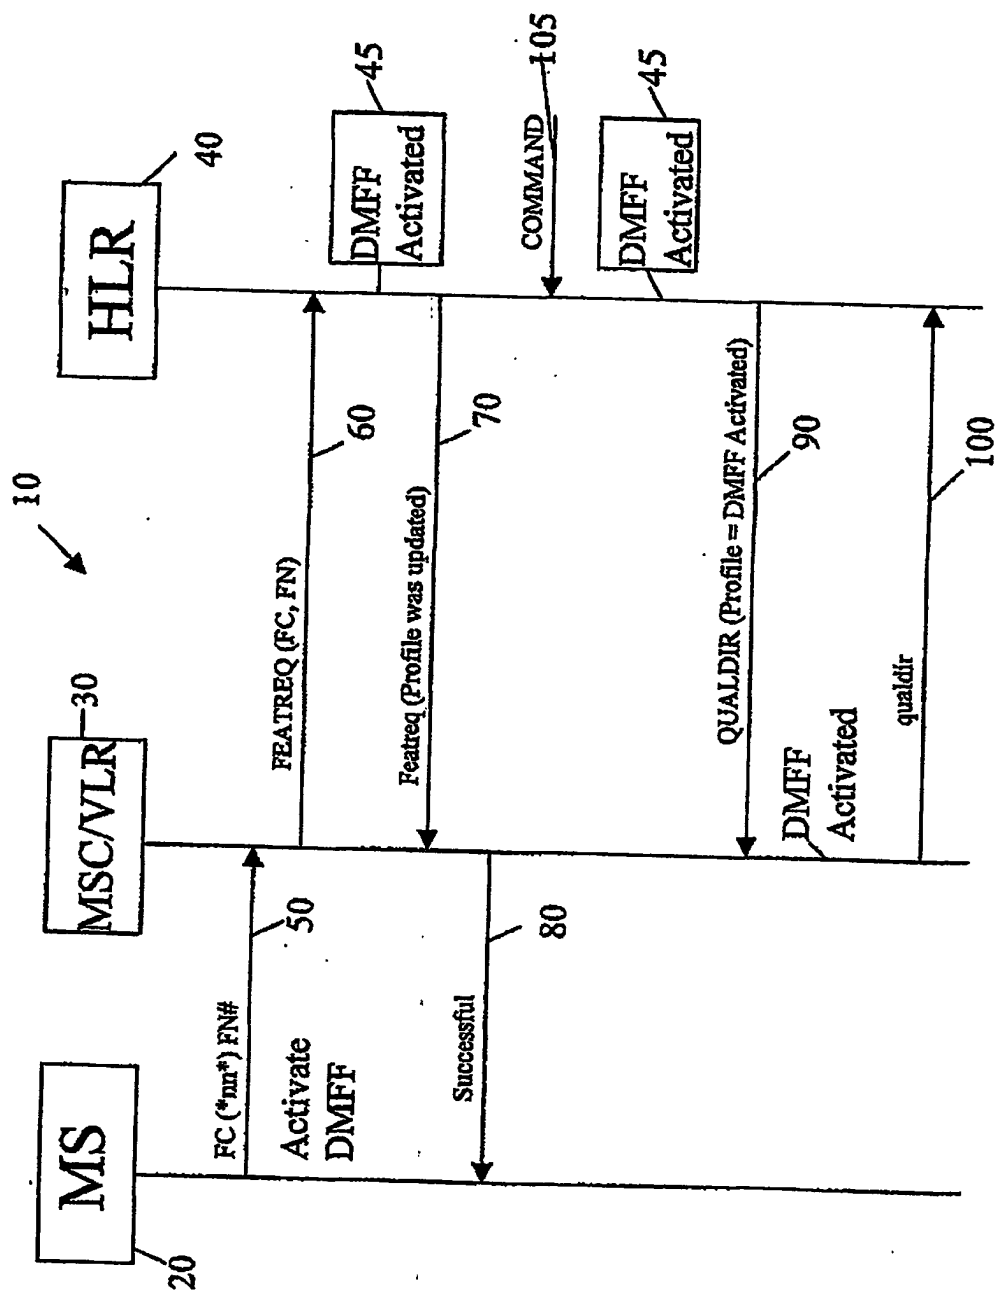 10
MS
20
MSC/VLR
30
HLR
40
FC (*nn*) FN#
50
Activate
DMFF
FEATREQ (FC, FN)
60
DMFF
Activated
45
Featreq (Profile was updated)
70
Successful
80
COMMAND
105
DMFF
Activated
45
QUALDIR (Profile = DMFF Activated)
90
DMFF
Activated
qualdir
100